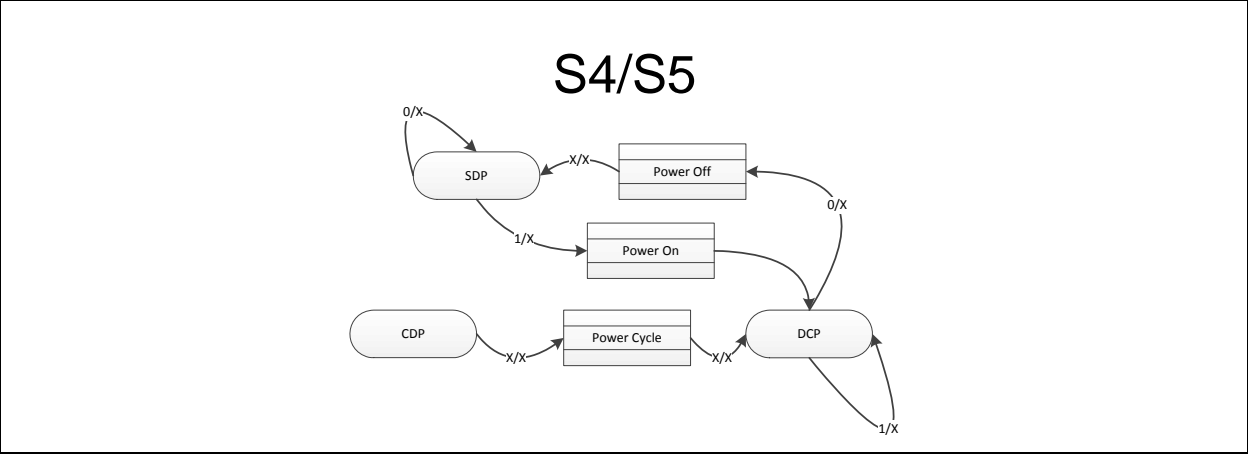 S4/S5
0/X
X/X
SDP
Power Off
0/X
1/X
Power On
CDP
Power Cycle
DCP
X/X
X/X
1/X